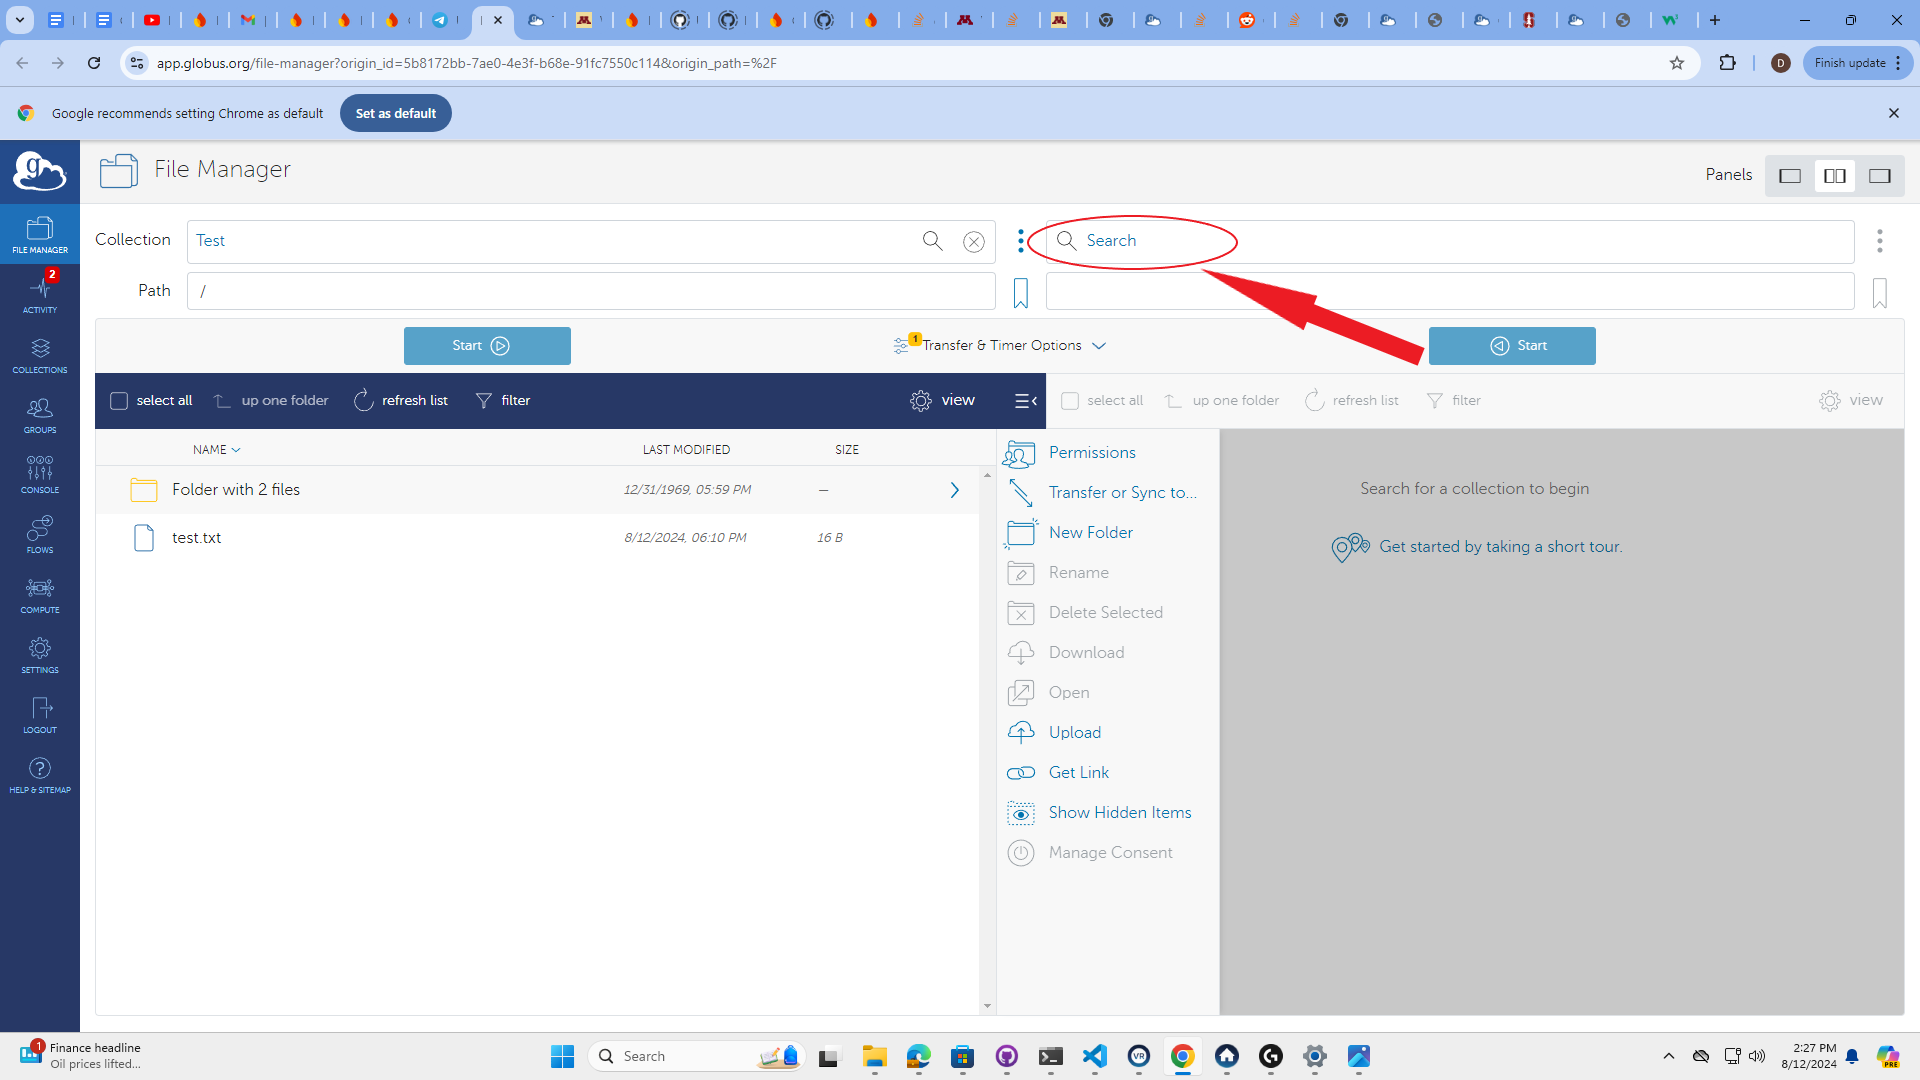 app.globus.org/file-manager?origin_id=5b8172bb-7ae0-4e3f-b68e-91fc7550c114&origin_path=%2F
D
Finish update
Google recommends setting Chrome as default
Set as default
g
File Manager
Panels
FILE MANAGER
2
ACTIVITY
COLLECTIONS
GROUPS
CONSOLE
FLOWS
COMPUTE
SETTINGS
LOGOUT
HELP & SITEMAP
Collection
Test
Search
Path
/
Start
1
Transfer & Timer Options
Start
select all
up one folder
refresh list
filter
view
select all
up one folder
refresh list
filter
view
NAME
LAST MODIFIED
SIZE
Folder with 2 files
12/31/1969, 05:59 PM
—
test.txt
8/12/2024, 06:10 PM
16 B
Permissions
Transfer or Sync to...
New Folder
Rename
Delete Selected
Download
Open
Upload
Get Link
Show Hidden Items
Manage Consent
Search for a collection to begin
Get started by taking a short tour.
1
Finance headline
Oil prices lifted...
Search
VR
2:27 PM
8/12/2024
PRE